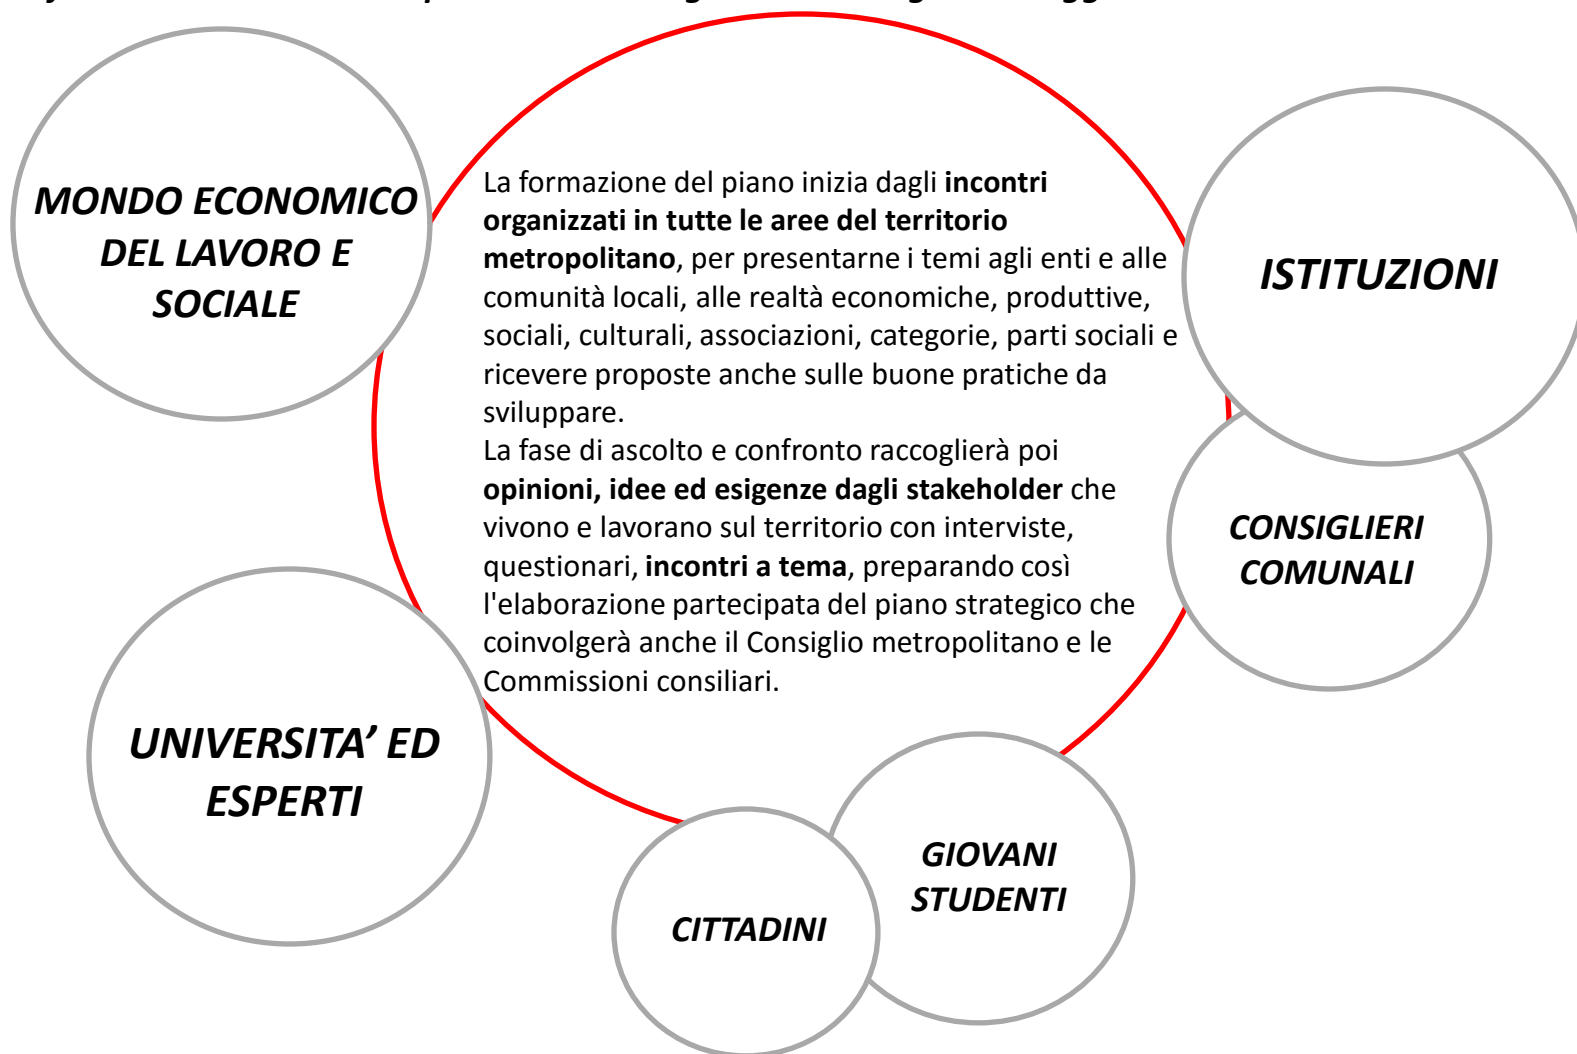 MONDO ECONOMICO
DEL LAVORO E
SOCIALE
La formazione del piano inizia dagli incontri
organizzati in tutte le aree del territorio
metropolitano, per presentarne i temi agli enti e alle
comunità locali, alle realtà economiche, produttive,
sociali, culturali, associazioni, categorie, parti sociali e
ricevere proposte anche sulle buone pratiche da
sviluppare.
La fase di ascolto e confronto raccoglierà poi
opinioni, idee ed esigenze dagli stakeholder che
vivono e lavorano sul territorio con interviste,
questionari, incontri a tema, preparando così
l'elaborazione partecipata del piano strategico che
coinvolgerà anche il Consiglio metropolitano e le
Commissioni consiliari.
ISTITUZIONI
CONSIGLIERI
COMUNALI
UNIVERSITA’ ED
ESPERTI
GIOVANI
STUDENTI
CITTADINI